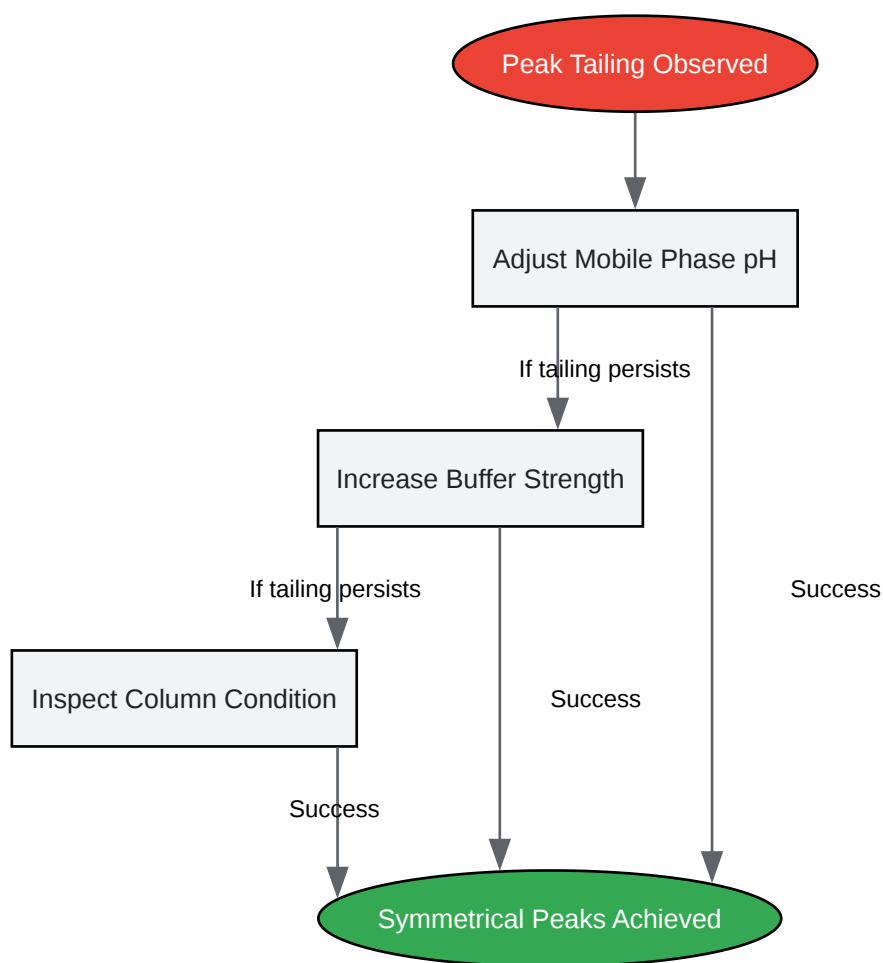 Peak Tailing Observed
Adjust Mobile Phase pH
If tailing persists
Increase Buffer Strength
If tailing persists
Success
Inspect Column Condition
Success
Success
Symmetrical Peaks Achieved